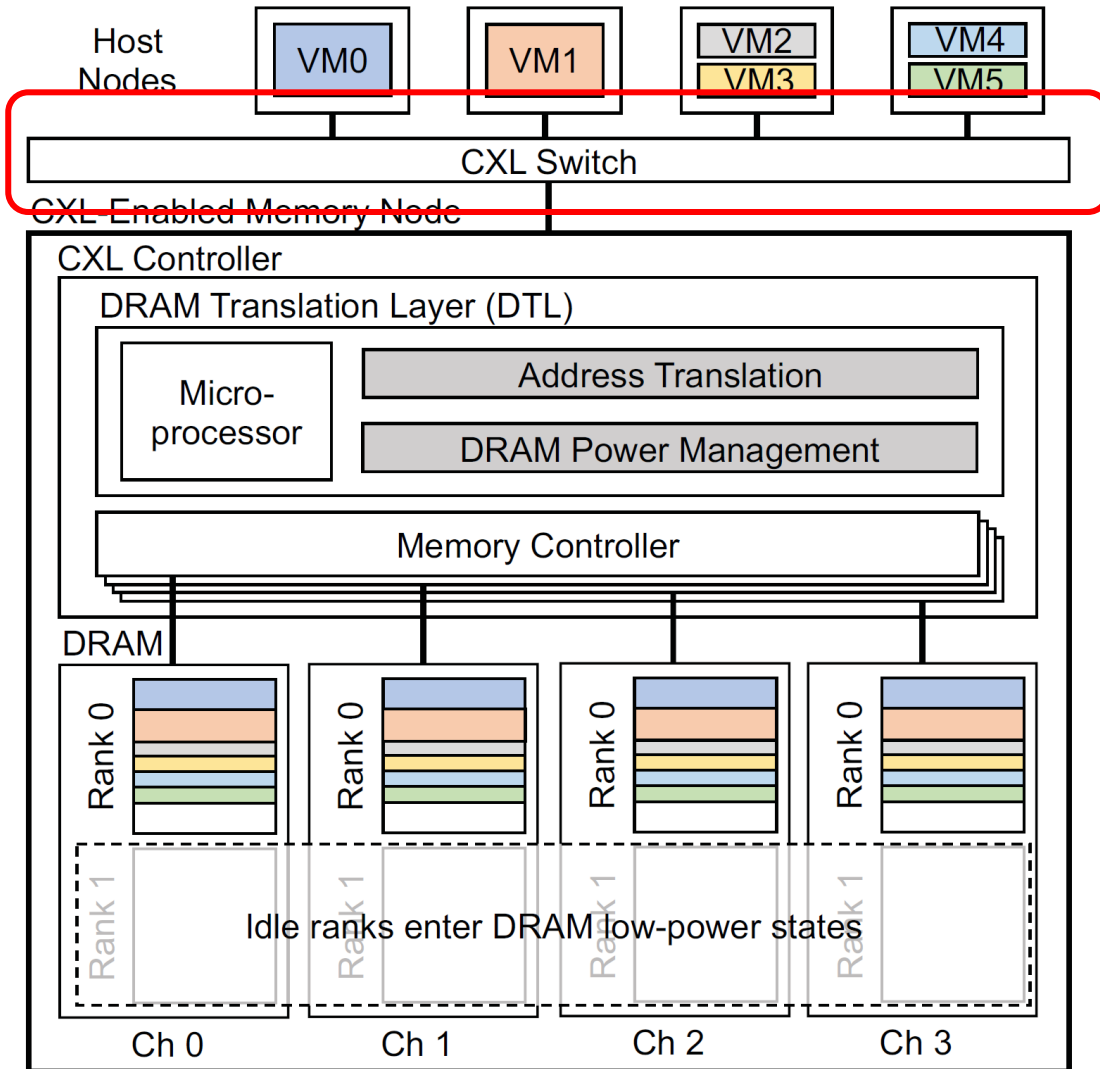 Host
Nodes
VM0
VM1
VM2
VM3
VM4
VM5
CXL Switch
CXL-Enabled Memory Node
CXL Controller
DRAM Translation Layer (DTL)
Micro-
processor
Address Translation
DRAM Power Management
Memory Controller
DRAM
Rank 0
Rank 0
Rank 0
Rank 0
Rank 1
Rank 1
Rank 1
Rank 1
Idle ranks enter DRAM low-power states
Ch 0
Ch 1
Ch 2
Ch 3